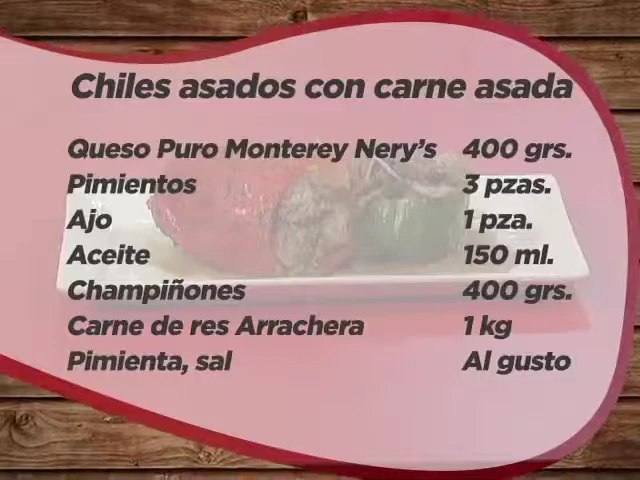 Chiles asados con carne asada
Queso Puro Monterey Nery's 400 grs.
Pimientos 3 pzas.
Ajo 1 pza.
Aceite 150 ml.
Champiñones 400 grs.
Carne de res Arrachera 1 kg
Pimienta, sal Al gusto